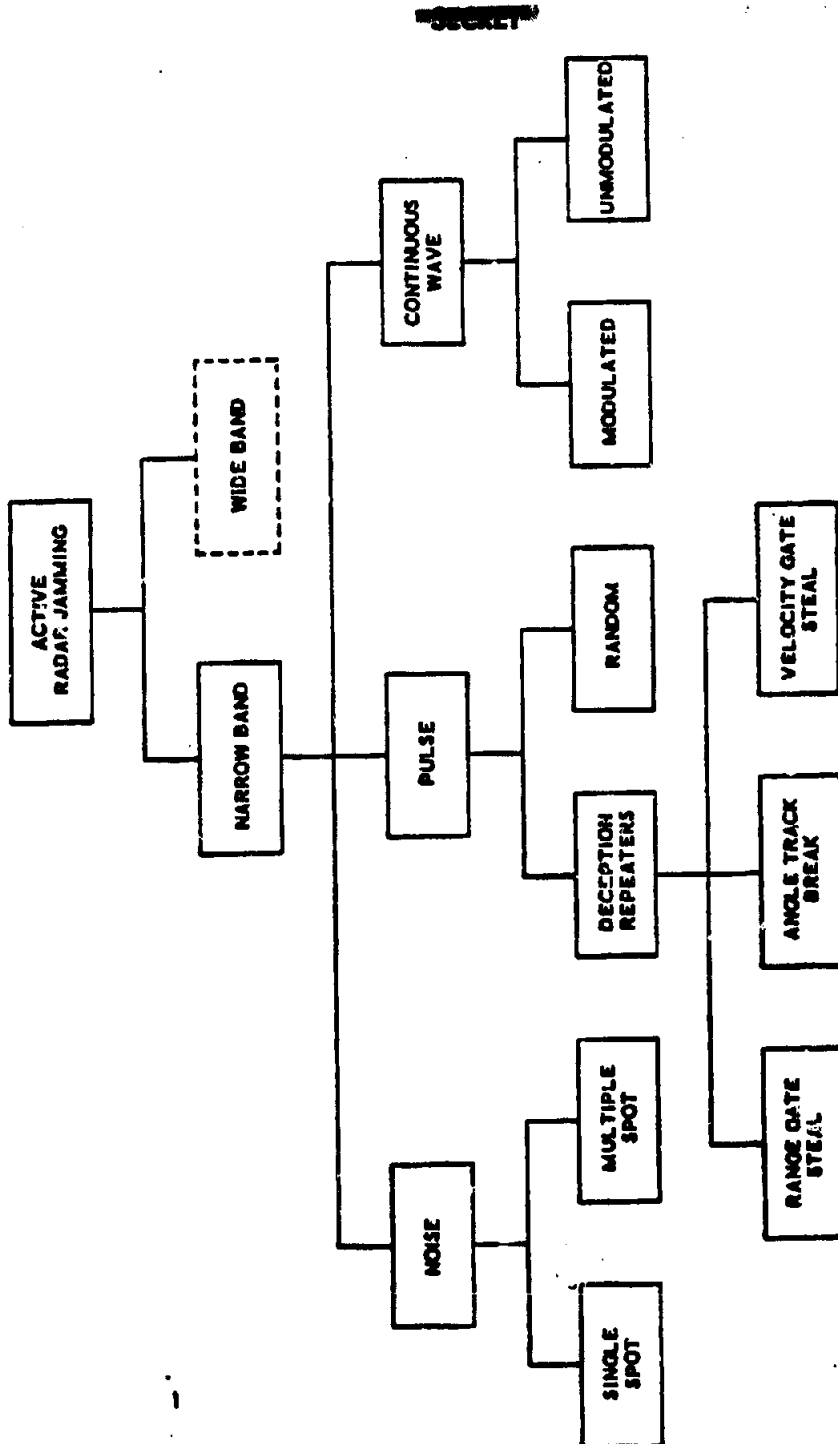 SECRET
ACTIVE
RADAR JAMMING
NARROW BAND
WIDE BAND
NOISE
PULSE
CONTINUOUS
WAVE
SINGLE
SPOT
MULTIPLE
SPOT
DECEPTION
REPEATERS
RANDOM
MODULATED
UNMODULATED
RANGE GATE
STEAL
ANGLE TRACK
BREAK
VELOCITY GATE
STEAL